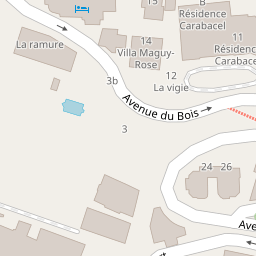 B
Résidence
Carabacel
La ramure
14
Villa Maguy-
Rose
11
Résidence
Carabacel
3b
12
La vigie
Avenue du Bois
3
24 26
Ave